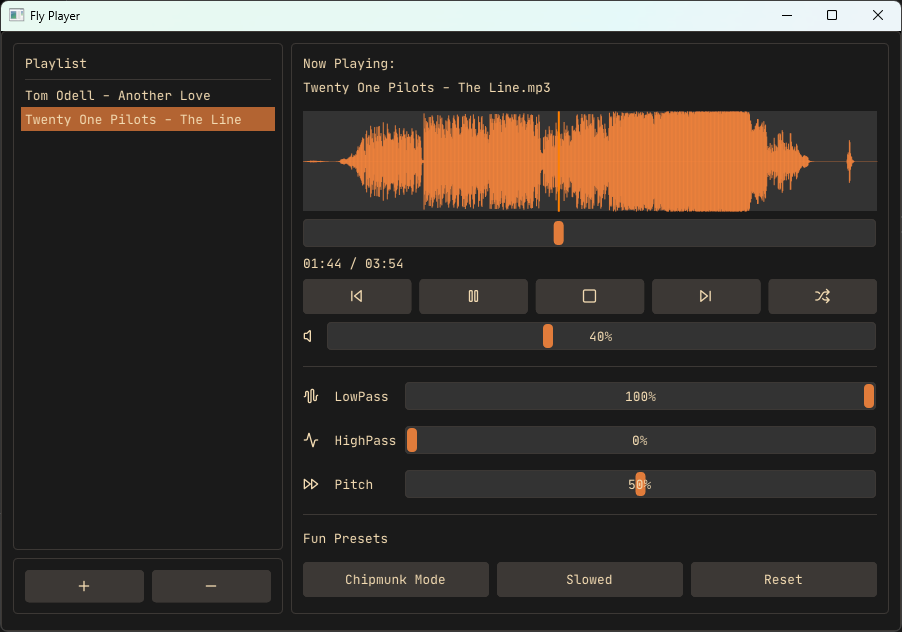 Fly Player
Playlist
Tom Odell - Another Love
Twenty One Pilots - The Line
Now Playing:
Twenty One Pilots - The Line.mp3
01:44 / 03:54
40%
LowPass 100%
HighPass 0%
Pitch 50%
Fun Presets
Chipmunk Mode Slowed Reset